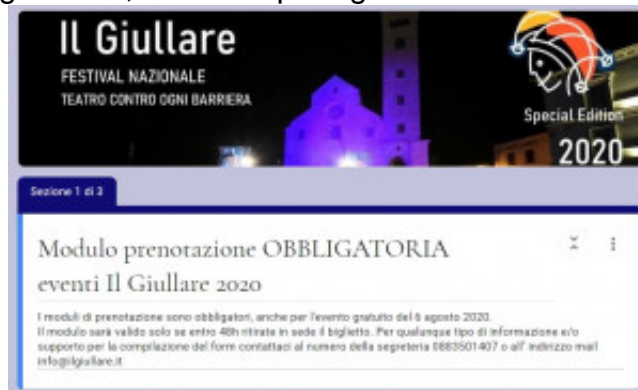 Il Giullare
FESTIVAL NAZIONALE
TEATRO CONTRO OGNI BARRIERA
Special Edition
2020
Sezione 1 di 3
Modulo prenotazione OBBLIGATORIA
eventi Il Giullare 2020
I moduli di prenotazione sono obbligatori, anche per l'evento gratuito del 6 agosto 2020.
Il modulo sarà valido solo se entro 48h ritirate in sede il biglietto. Per qualunque tipo di informazione e/o
supporto per la compilazione del form contattaci al numero della segreteria 0883501407 o all' indirizzo mail
info@ilgiullare.it